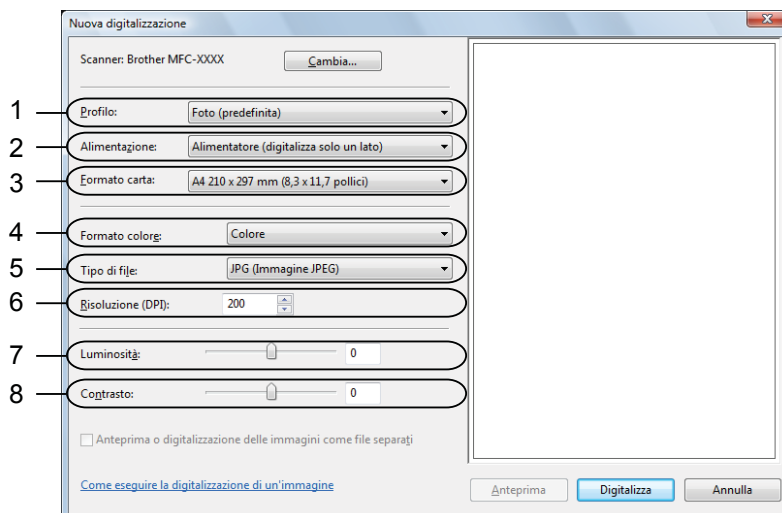 Nuova digitalizzazione
Scanner: Brother MFC-XXXX Cambia...
1 Profilo: Foto (predefinita)
2 Alimentazione: Alimentatore (digitalizza solo un lato)
3 Formato carta: A4 210 x 297 mm (8,3 x 11,7 pollici)
4 Formato colore: Colore
5 Tipo di file: JPG (Immagine JPEG)
6 Risoluzione (DPI): 200
7 Luminosità: 0
8 Contrasto: 0
Anteprima o digitalizzazione delle immagini come file separati
Come eseguire la digitalizzazione di un'immagine
Anteprima Digitalizza Annulla